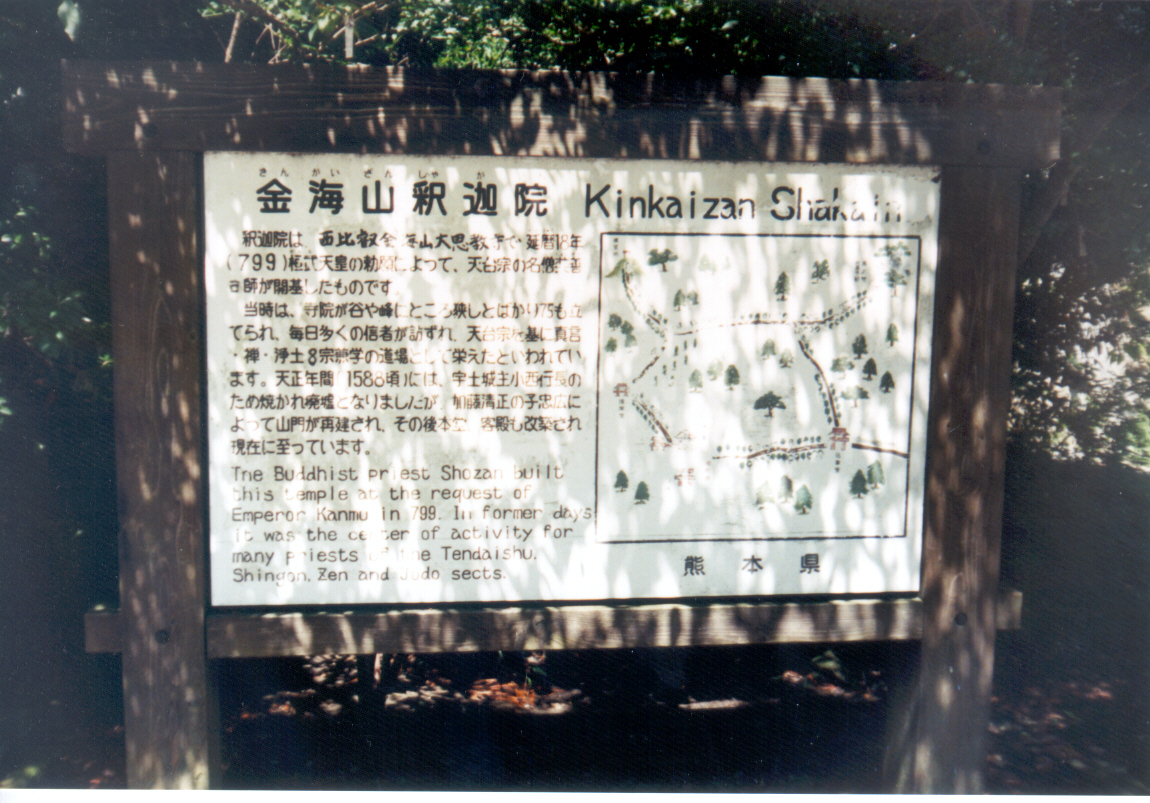 きんかいざんしゃか
金海山釈迦院 Kinkaizan Shakain
釈迦院は、西比叡金海山大恩教寺で延暦18年
(799)桓武天皇の勅願によって、天台宗の名僧
師が開基したものです
当時は、寺院が谷や峰にところ狭しとばかり75も立
てられ、毎日多くの信者が訪ずれ、天台宗を基に真言
・禅・浄土8宗兼学の道場として栄えたといわれてい
ます。天正年間(1588頃)には、宇土城主小西行長の
ため焼かれ廃墟となりましたが、加藤清正の子忠広に
よって山門が再建され、その後本堂、客殿も改築され
現在に至っています。
The Buddhist priest Shozan built
this temple at the request of
Emperor Kanmu in 799. In former days
it was the center of activity for
many priests of the Tendaishu,
Shingon, Zen and Judo sects.
熊本県